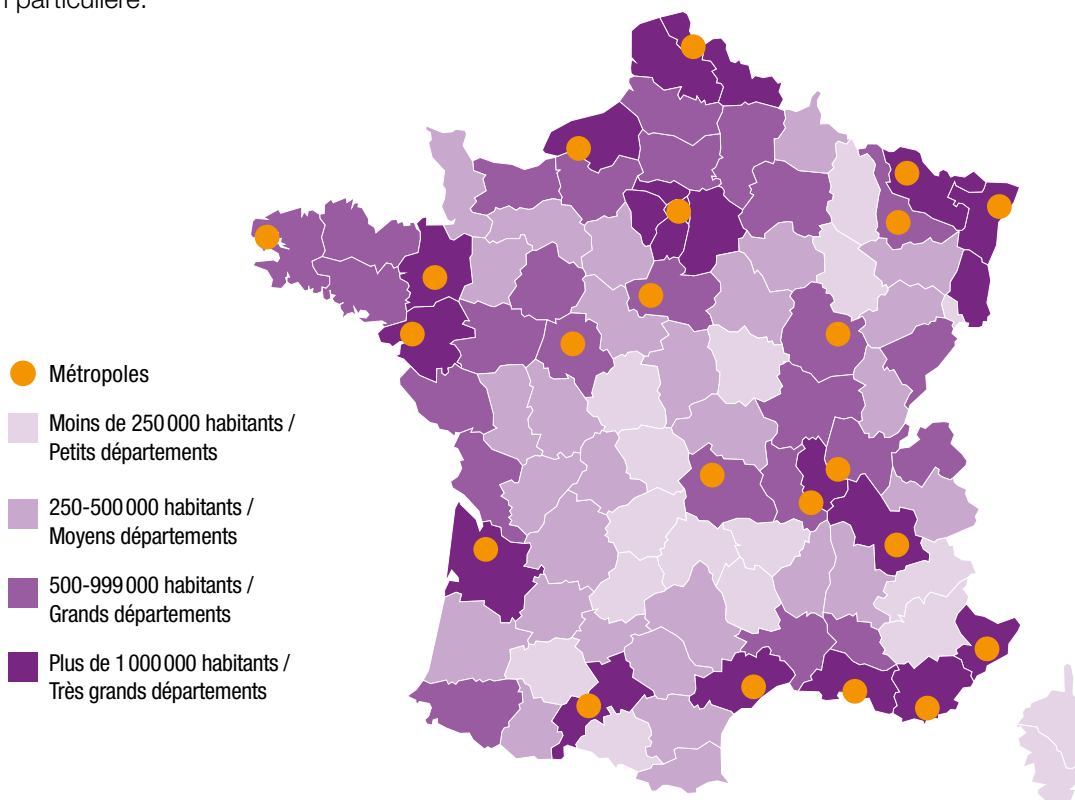 n particulière.
Métropoles
Moins de 250 000 habitants /
Petits départements
250-500 000 habitants /
Moyens départements
500-999 000 habitants /
Grands départements
Plus de 1 000 000 habitants /
Très grands départements